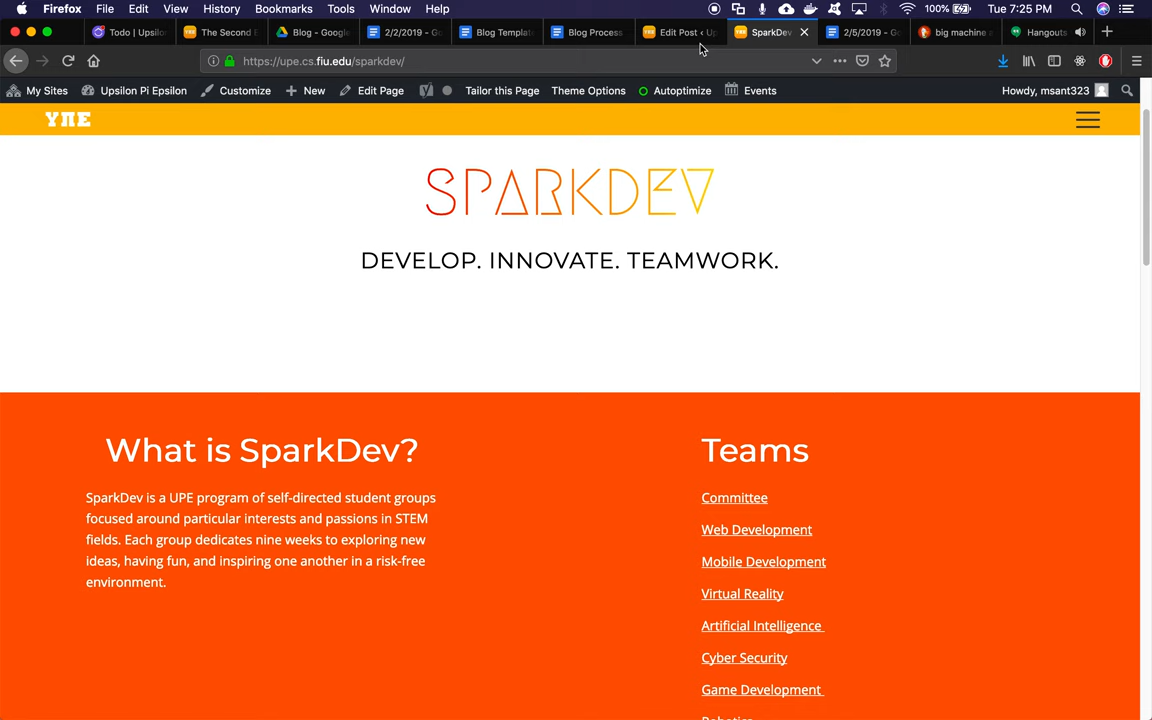 Firefox File Edit View History Bookmarks Tools Window Help 100% Tue 7:25 PM
Todo | Upsilo The Second E Blog - Google 2/2/2019 - Go Blog Templat Blog Process Edit Post ‹ Up SparkDev 2/5/2019 - G big machine a Hangouts
https://upe.cs.fiu.edu/sparkdev/
My Sites Upsilon Pi Epsilon Customize New Edit Page Tailor this Page Theme Options Autoptimize Events Howdy, msant323
ΥΠΕ
SPARKDEV
DEVELOP. INNOVATE. TEAMWORK.
What is SparkDev?
SparkDev is a UPE program of self-directed student groups
focused around particular interests and passions in STEM
fields. Each group dedicates nine weeks to exploring new
ideas, having fun, and inspiring one another in a risk-free
environment.
Teams
Committee
Web Development
Mobile Development
Virtual Reality
Artificial Intelligence
Cyber Security
Game Development
Robotics